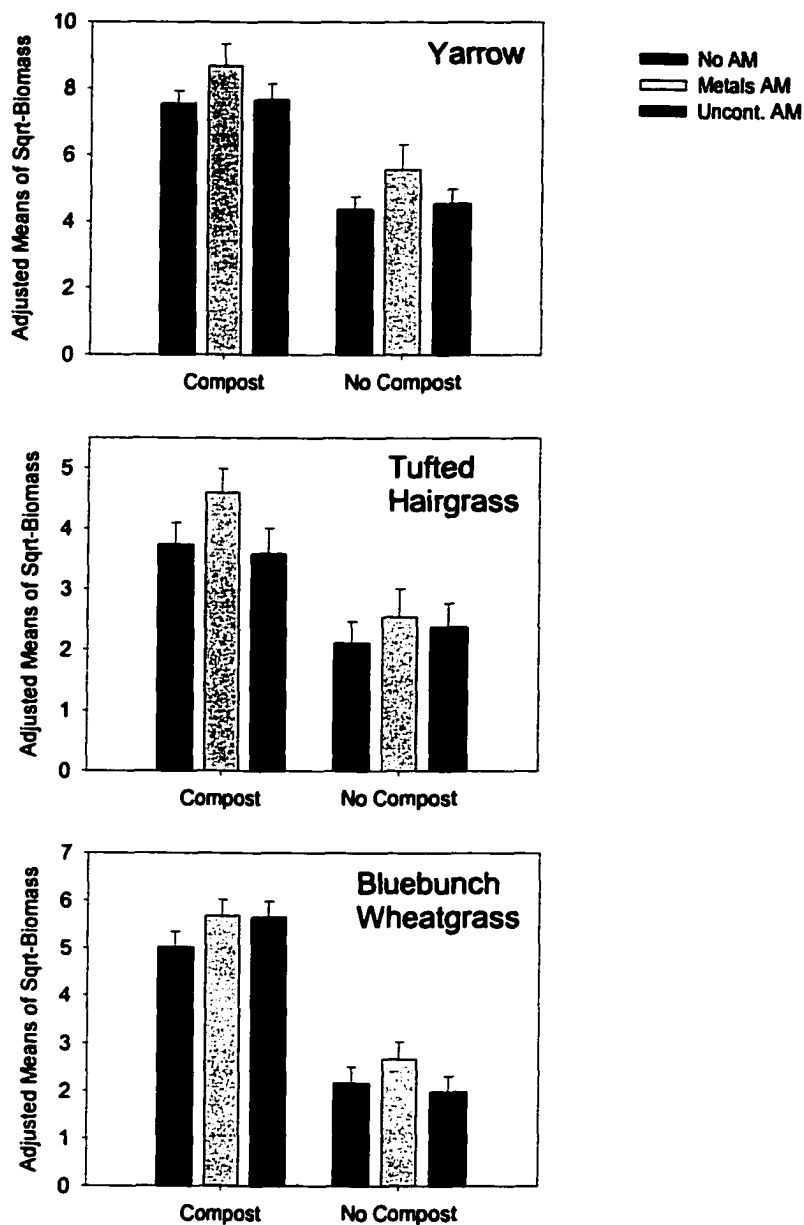 Adjusted Means of Sqrt-Biomass
10
8
6
4
2
0
Yarrow
No AM
Metals AM
Uncont. AM
Compost
No Compost
Adjusted Means of Sqrt-Biomass
5
4
3
2
1
0
Tufted
Hairgrass
Compost
No Compost
Adjusted Means of Sqrt-Biomass
7
6
5
4
3
2
1
0
Bluebunch
Wheatgrass
Compost
No Compost